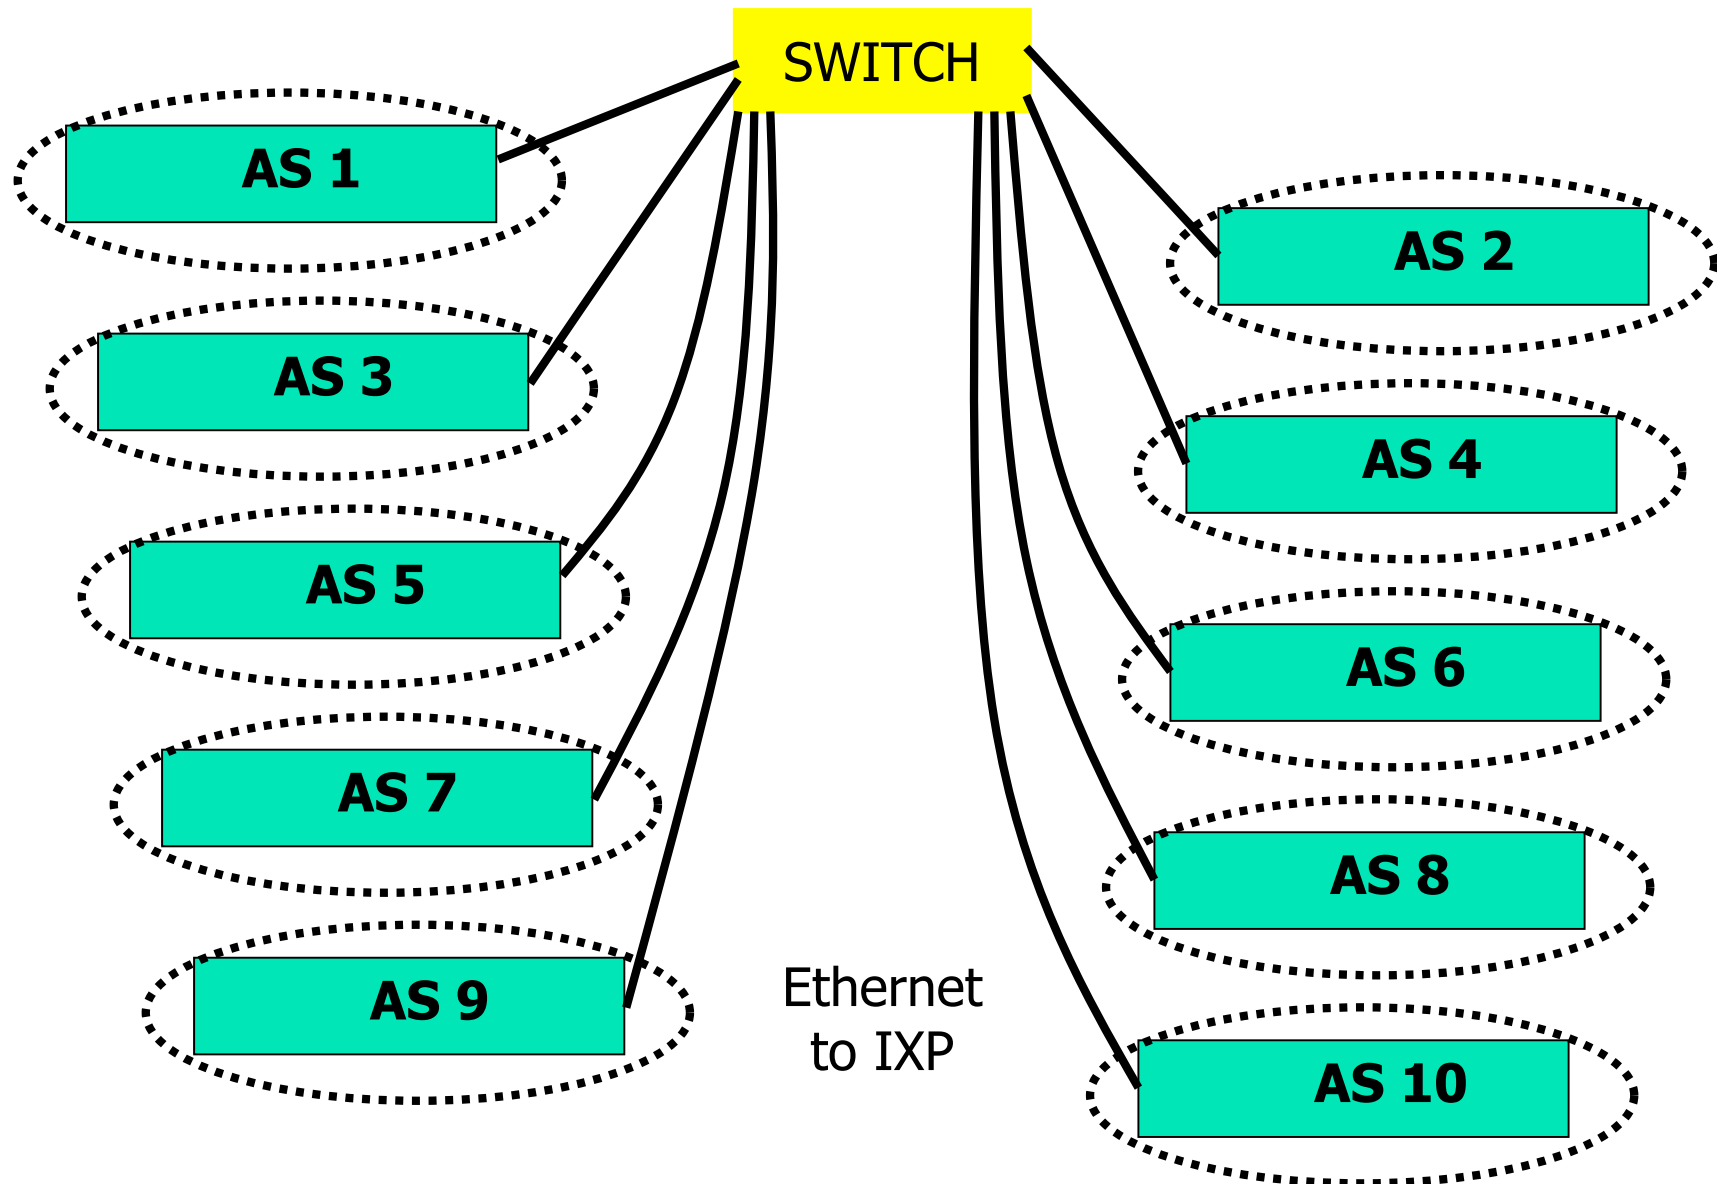 SWITCH
AS 1
AS 2
AS 3
AS 4
AS 5
AS 6
AS 7
AS 8
AS 9
Ethernet
to IXP
AS 10